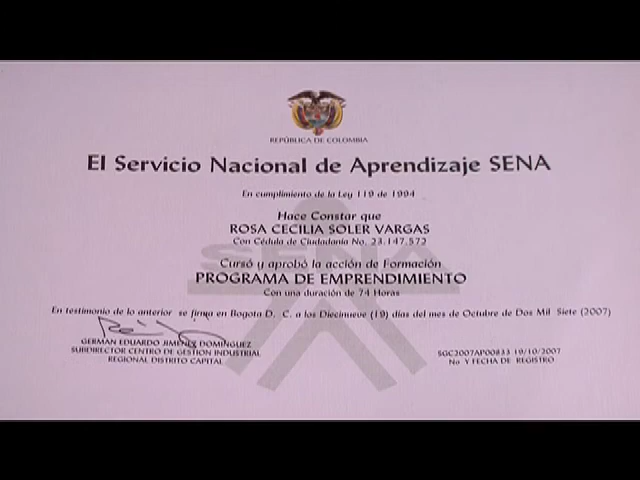 REPÚBLICA DE COLOMBIA
El Servicio Nacional de Aprendizaje SENA
En cumplimiento de la Ley 119 de 1994
Hace Constar que
ROSA CECILIA SOLER VARGAS
Con Cédula de Ciudadania No. 23.147.572
Cursó y aprobó la acción de Formación
PROGRAMA DE EMPRENDIMIENTO
Con una duración de 74 Horas
En testimonio de lo anterior se firma en Bogota D. C. a los Diecinueve (19) días del mes de Octubre de Dos Mil Siete (2007)
GERMAN EDUARDO JIMENEZ DOMINGUEZ
SUBDIRECTOR CENTRO DE GESTION INDUSTRIAL
REGIONAL DISTRITO CAPITAL
SGC2007AP00833 19/10/2007
No Y FECHA DE REGISTRO
SENA